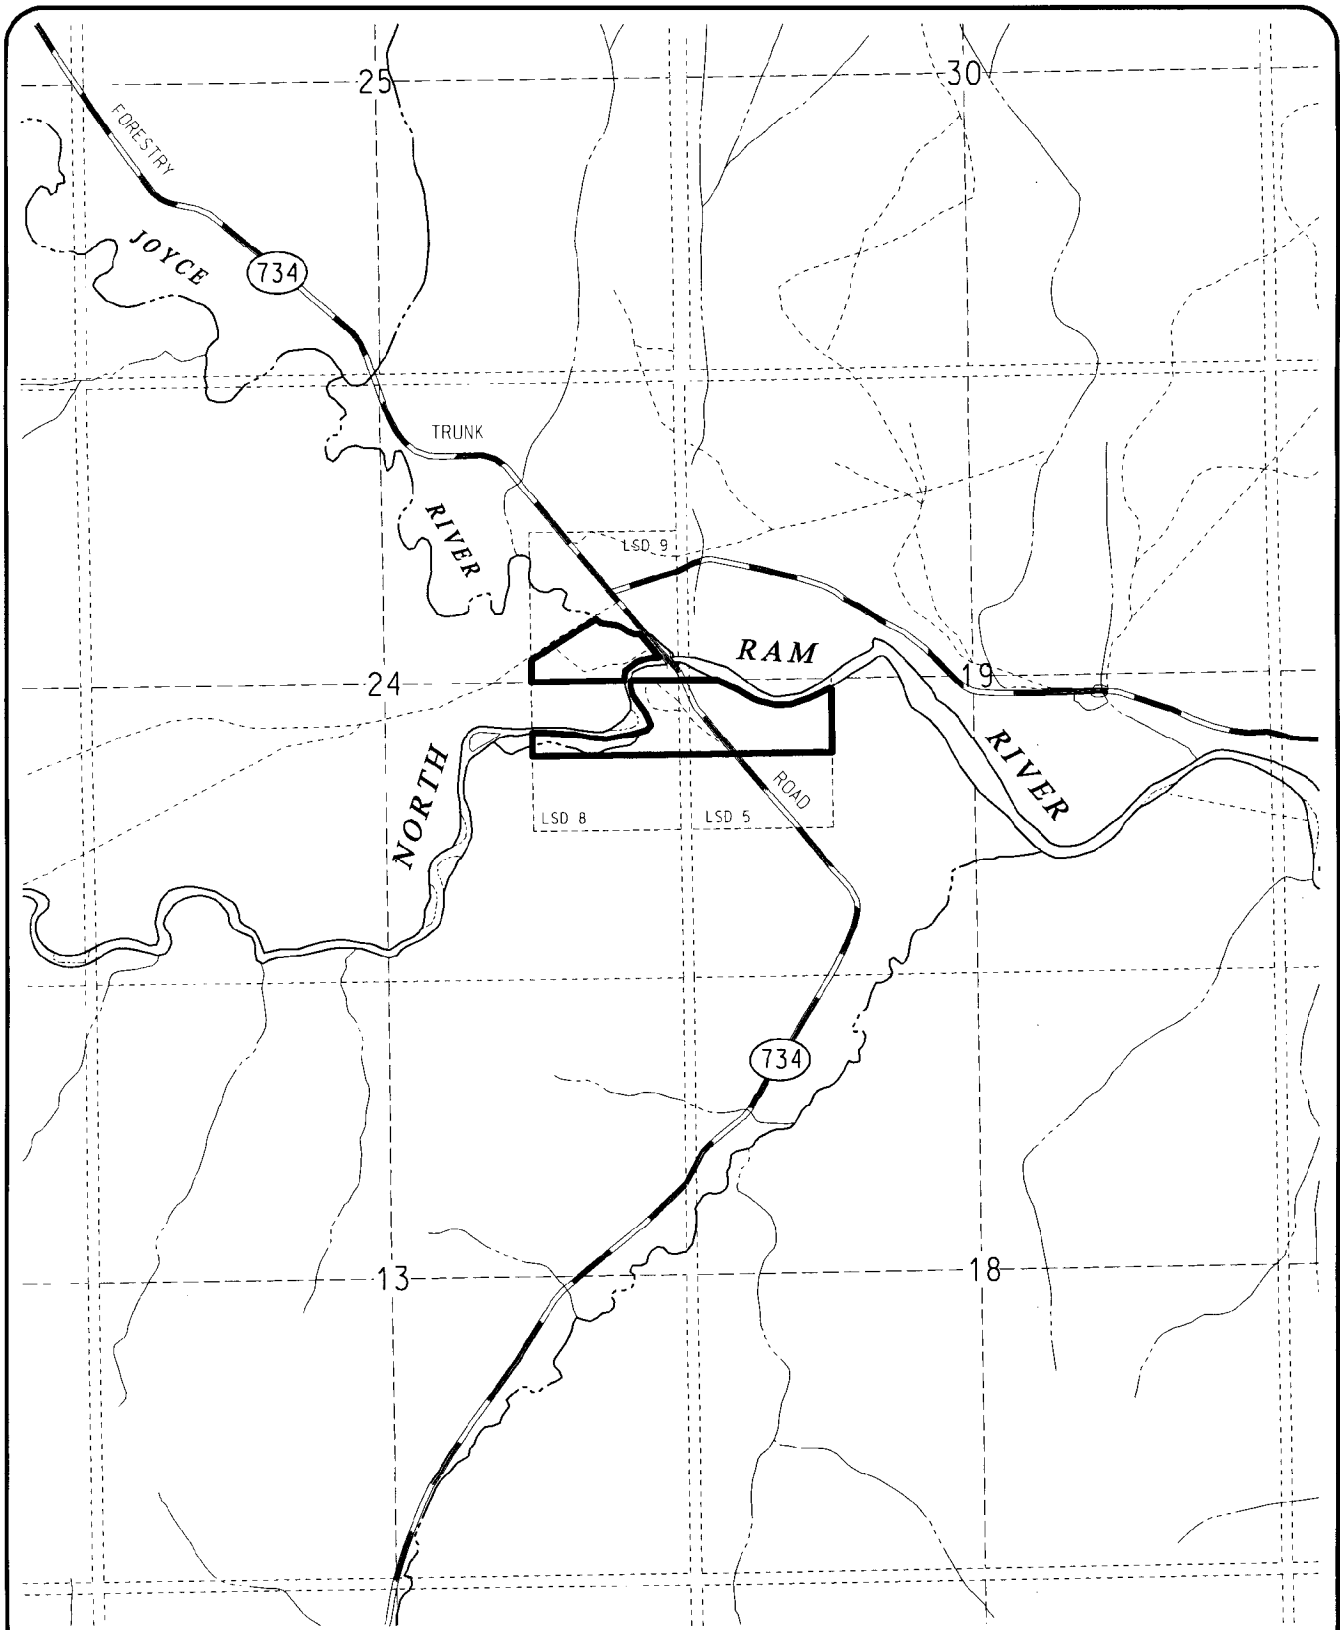 25
30
FORESTRY
JOYCE
734
TRUNK
RIVER
LSD 9
RAM
24
19
NORTH
RIVER
ROAD
LSD 8
LSD 5
734
13
18